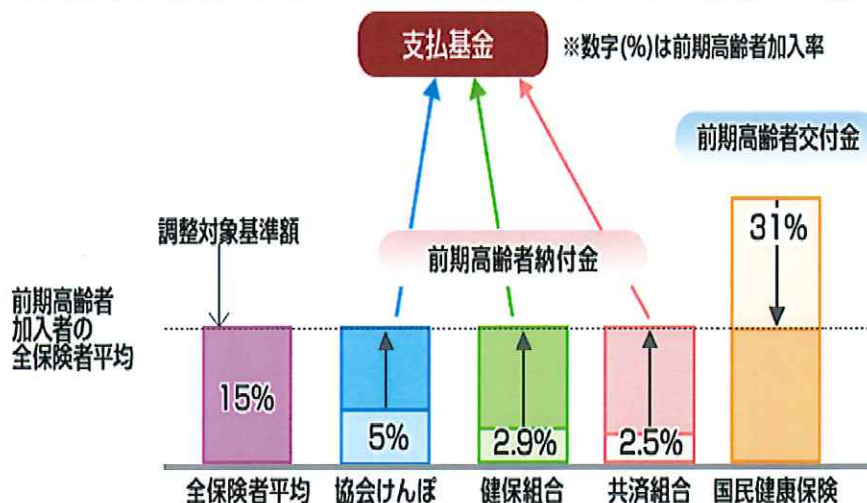 支払基金
※数字(%)は前期高齢者加入率
前期高齢者交付金
調整対象基準額
31%
前期高齢者納付金
前期高齢者
加入者の
全保険者平均
15%
5%
2.9%
2.5%
全保険者平均
協会けんぽ
健保組合
共済組合
国民健康保険